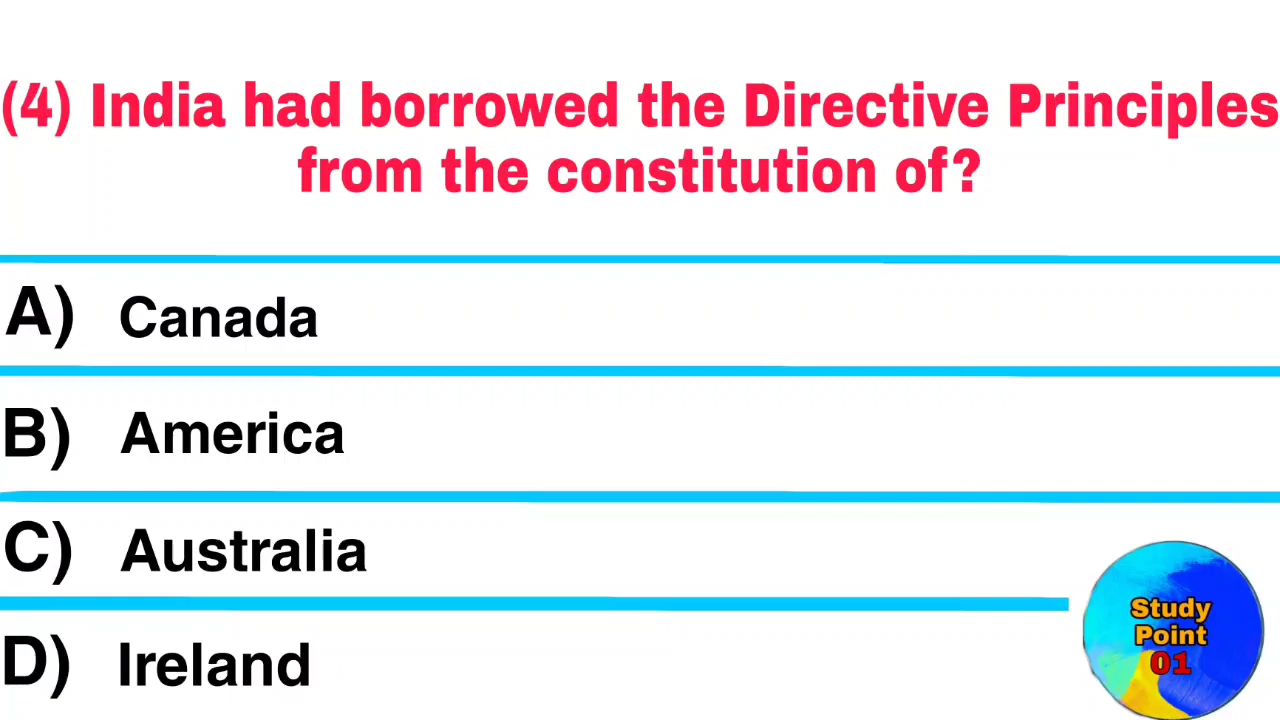 (4) India had borrowed the Directive Principles
from the constitution of?
A) Canada
B) America
C) Australia
D) Ireland
Study
Point
01